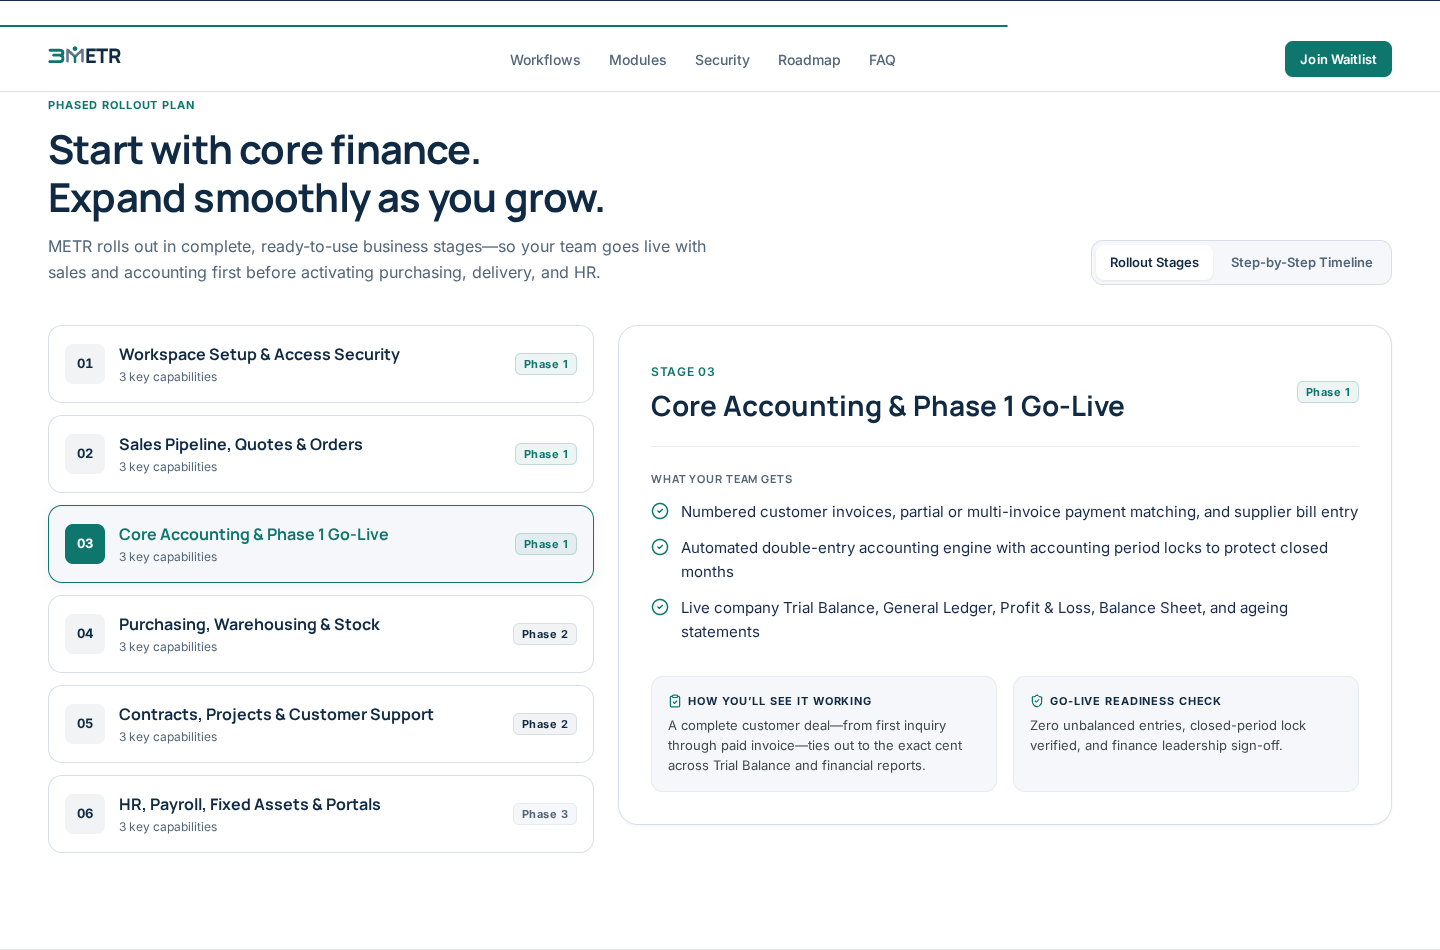 METR
Workflows
Modules
Security
Roadmap
FAQ
Join Waitlist
PHASED ROLLOUT PLAN
Start with core finance.
Expand smoothly as you grow.
METR rolls out in complete, ready-to-use business stages—so your team goes live with
sales and accounting first before activating purchasing, delivery, and HR.
Rollout Stages
Step-by-Step Timeline
01
Workspace Setup & Access Security
3 key capabilities
Phase 1
02
Sales Pipeline, Quotes & Orders
3 key capabilities
Phase 1
03
Core Accounting & Phase 1 Go-Live
3 key capabilities
Phase 1
04
Purchasing, Warehousing & Stock
3 key capabilities
Phase 2
05
Contracts, Projects & Customer Support
3 key capabilities
Phase 2
06
HR, Payroll, Fixed Assets & Portals
3 key capabilities
Phase 3
STAGE 03
Core Accounting & Phase 1 Go-Live
Phase 1
WHAT YOUR TEAM GETS
Numbered customer invoices, partial or multi-invoice payment matching, and supplier bill entry
Automated double-entry accounting engine with accounting period locks to protect closed
months
Live company Trial Balance, General Ledger, Profit & Loss, Balance Sheet, and ageing
statements
HOW YOU’LL SEE IT WORKING
A complete customer deal—from first inquiry
through paid invoice—ties out to the exact cent
across Trial Balance and financial reports.
GO-LIVE READINESS CHECK
Zero unbalanced entries, closed-period lock
verified, and finance leadership sign-off.